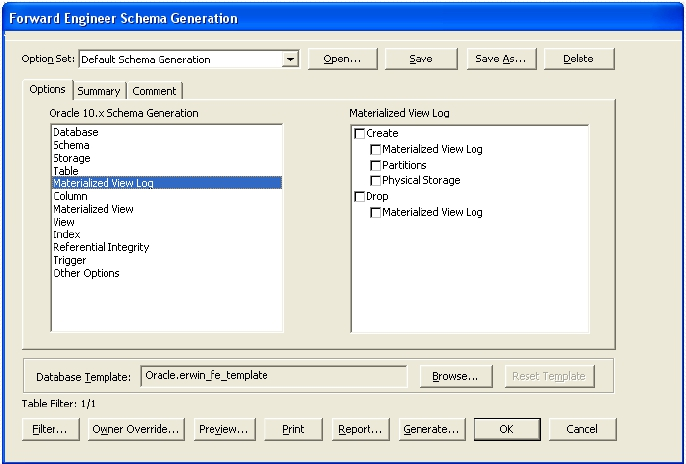 Forward Engineer Schema Generation
Option Set: Default Schema Generation Open... Save Save As... Delete
Options Summary Comment
Oracle 10.x Schema Generation
Database
Schema
Storage
Table
Materialized View Log
Column
Materialized View
View
Index
Referential Integrity
Trigger
Other Options
Materialized View Log
Create
Materialized View Log
Partitions
Physical Storage
Drop
Materialized View Log
Database Template: Oracle.erwin_fe_template Browse... Reset Template
Table Filter: 1/1
Filter... Owner Override... Preview... Print Report... Generate... OK Cancel